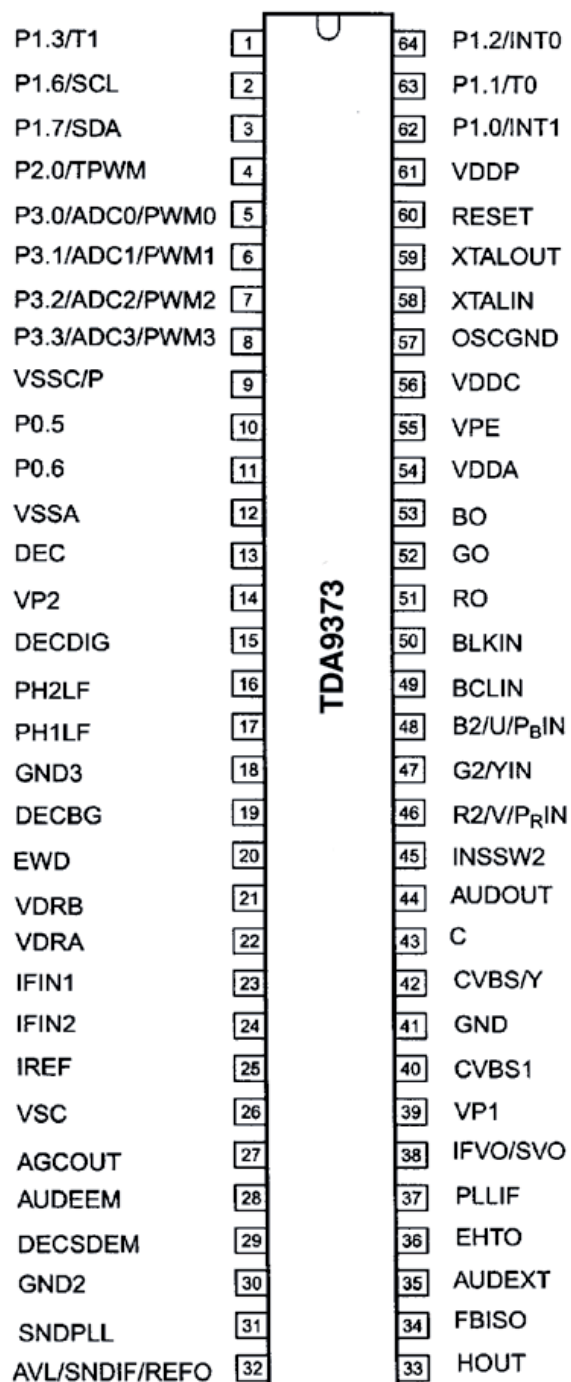 P1.3/T1 1 64 P1.2/INT0
P1.6/SCL 2 63 P1.1/T0
P1.7/SDA 3 62 P1.0/INT1
P2.0/TPWM 4 61 VDDP
P3.0/ADC0/PWM0 5 60 RESET
P3.1/ADC1/PWM1 6 59 XTALOUT
P3.2/ADC2/PWM2 7 58 XTALIN
P3.3/ADC3/PWM3 8 57 OSCGND
VSSC/P 9 56 VDDC
P0.5 10 55 VPE
P0.6 11 54 VDDA
VSSA 12 53 BO
DEC 13 52 GO
VP2 14 51 RO
DECDIG 15 50 BLKIN
PH2LF 16 49 BCLIN
PH1LF 17 48 B2/U/PBIN
GND3 18 47 G2/YIN
DECBG 19 46 R2/V/PRIN
EWD 20 45 INSSW2
VDRB 21 44 AUDOUT
VDRA 22 43 C
IFIN1 23 42 CVBS/Y
IFIN2 24 41 GND
IREF 25 40 CVBS1
VSC 26 39 VP1
AGCOUT 27 38 IFVO/SVO
AUDEEM 28 37 PLLIF
DECSDEM 29 36 EHTO
GND2 30 35 AUDEXT
SNDPLL 31 34 FBISO
AVL/SNDIF/REFO 32 33 HOUT
TDA9373